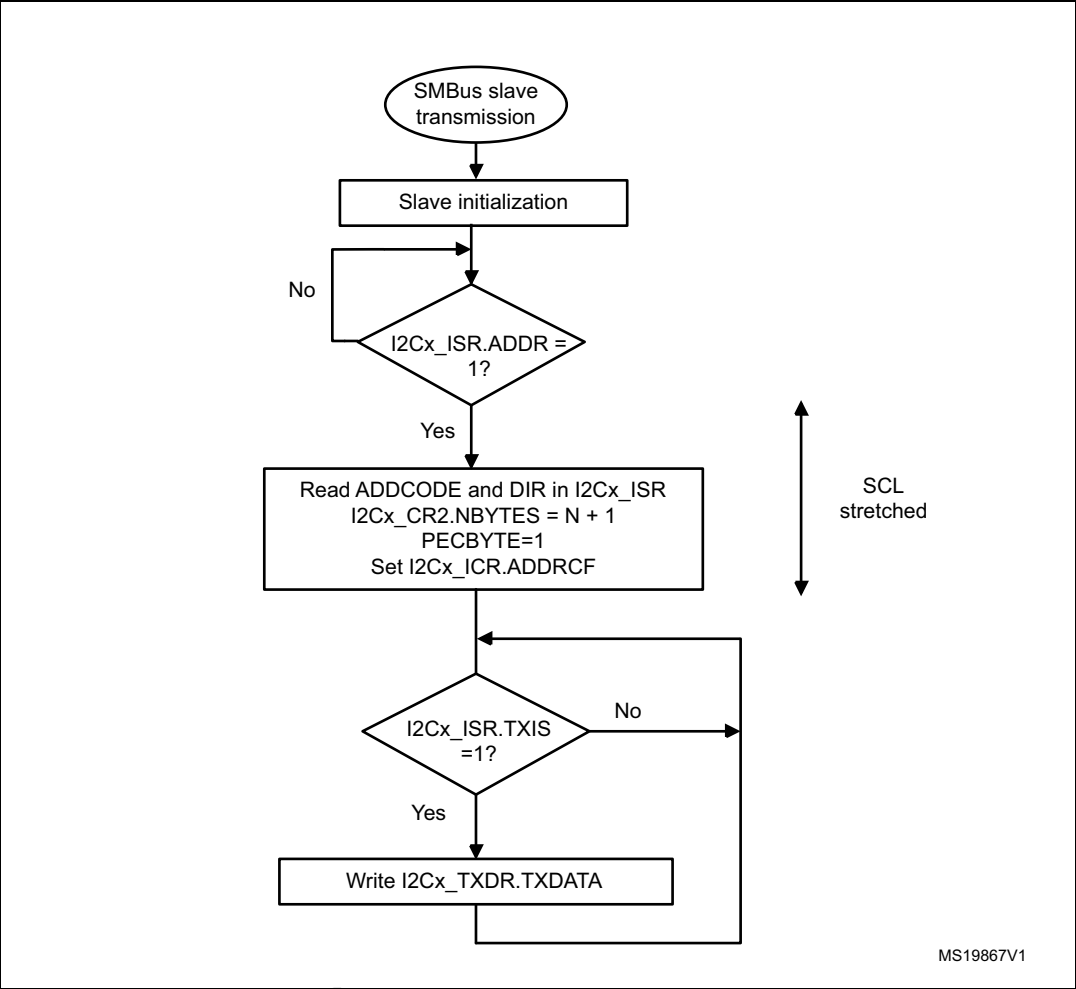 SMBus slave
transmission
Slave initialization
No
I2Cx_ISR.ADDR =
1?
Yes
Read ADDCODE and DIR in I2Cx_ISR
I2Cx_CR2.NBYTES = N + 1
PECBYTE=1
Set I2Cx_ICR.ADDRCF
SCL
stretched
I2Cx_ISR.TXIS
=1?
No
Yes
Write I2Cx_TXDR.TXDATA
MS19867V1